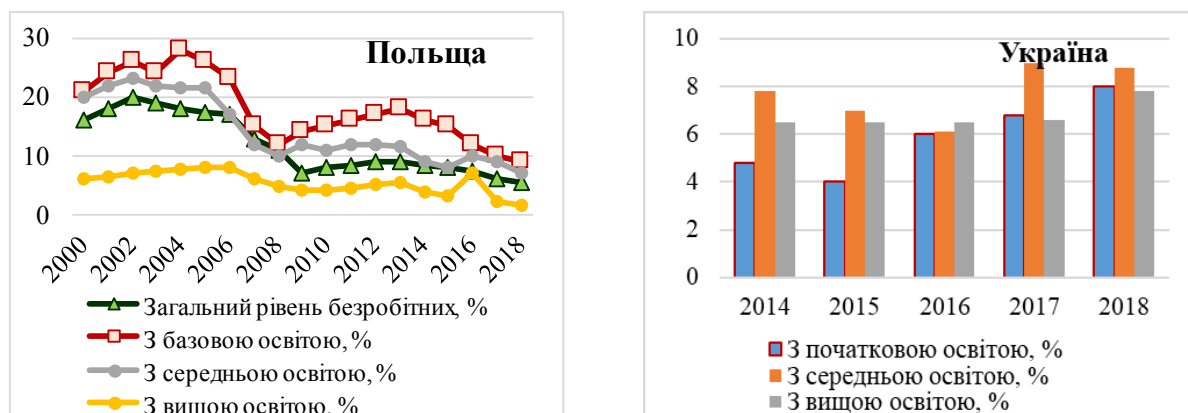 Польща
30
20
10
0
2000
2002
2004
2006
2008
2010
2012
2014
2016
2018
Загальний рівень безробітних, %
З базовою освітою, %
З середньою освітою, %
З вищою освітою, %
Україна
10
8
6
4
2
0
2014
2015
2016
2017
2018
З початковою освітою, %
З середньою освітою, %
З вищою освітою, %